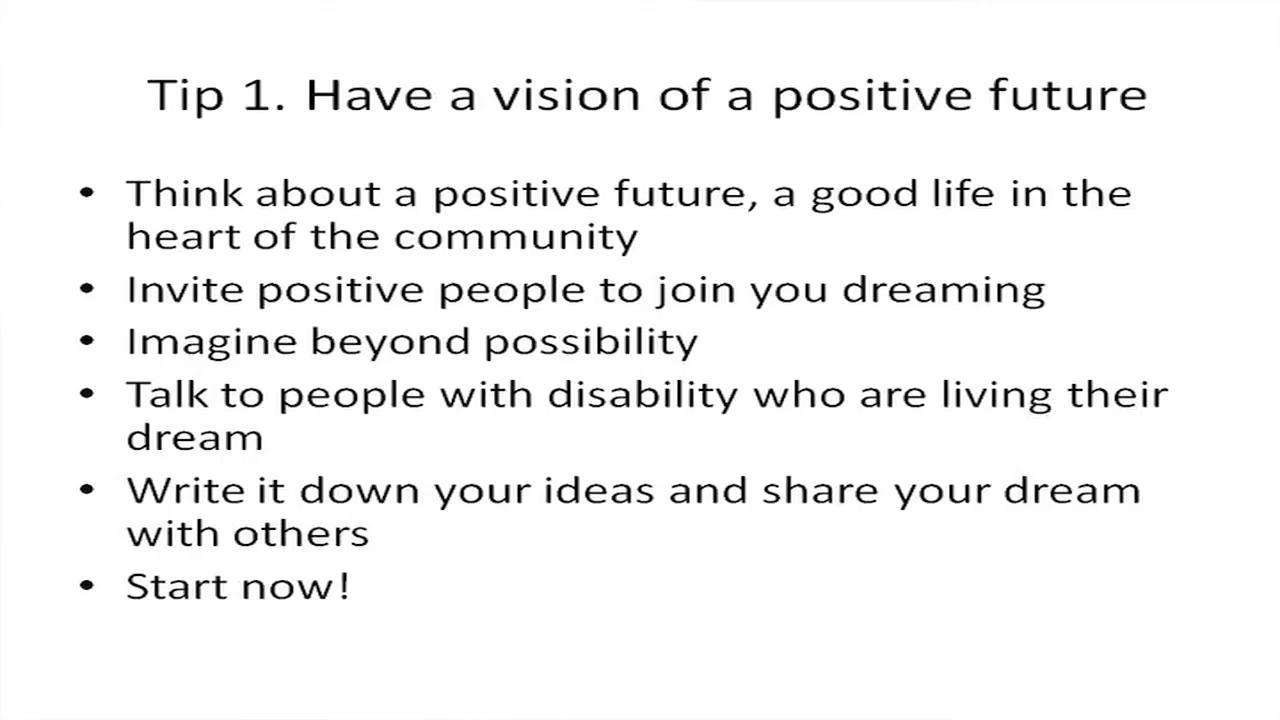 Tip 1. Have a vision of a positive future
• Think about a positive future, a good life in the
heart of the community
• Invite positive people to join you dreaming
• Imagine beyond possibility
• Talk to people with disability who are living their
dream
• Write it down your ideas and share your dream
with others
• Start now!